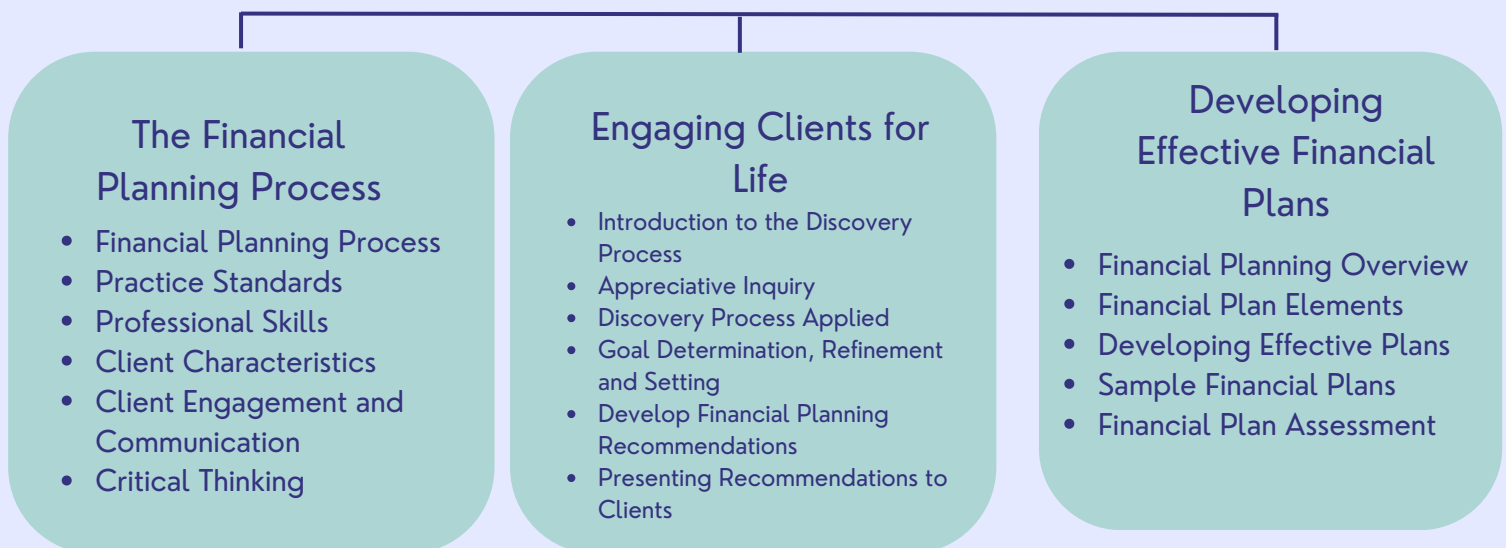 The Financial
Planning Process
• Financial Planning Process
• Practice Standards
• Professional Skills
• Client Characteristics
• Client Engagement and
Communication
• Critical Thinking
Engaging Clients for
Life
• Introduction to the Discovery
Process
• Appreciative Inquiry
• Discovery Process Applied
• Goal Determination, Refinement
and Setting
• Develop Financial Planning
Recommendations
• Presenting Recommendations to
Clients
Developing
Effective Financial
Plans
• Financial Planning Overview
• Financial Plan Elements
• Developing Effective Plans
• Sample Financial Plans
• Financial Plan Assessment